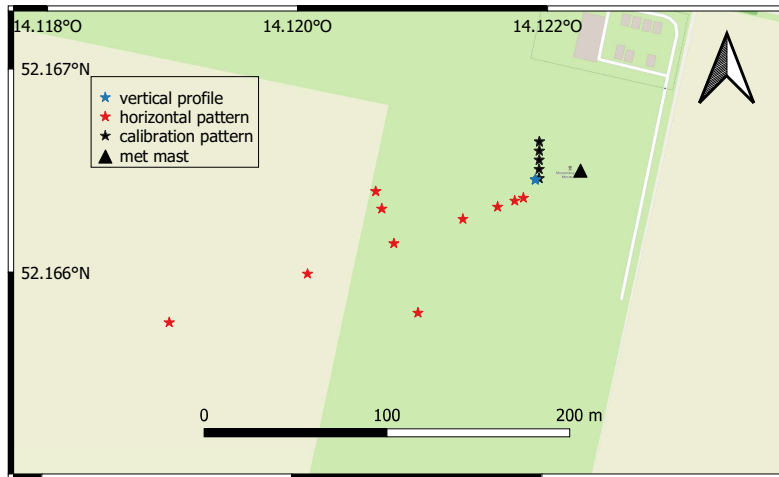 14.118°O 14.120°O 14.122°O
52.167°N
vertical profile
horizontal pattern
calibration pattern
met mast
52.166°N
0 100 200 m